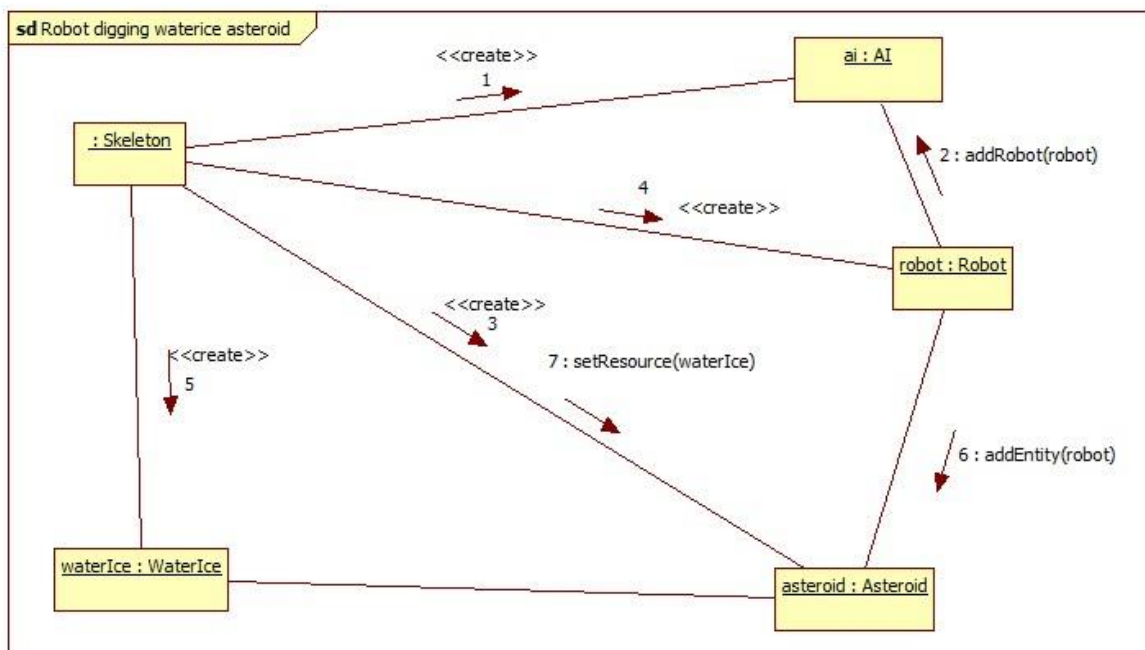 sd Robot digging waterice asteroid
<<create>>
1
ai : AI
: Skeleton
2 : addRobot(robot)
4
<<create>>
robot : Robot
<<create>>
3
<<create>>
5
7 : setResource(waterIce)
6 : addEntity(robot)
waterIce : WaterIce
asteroid : Asteroid